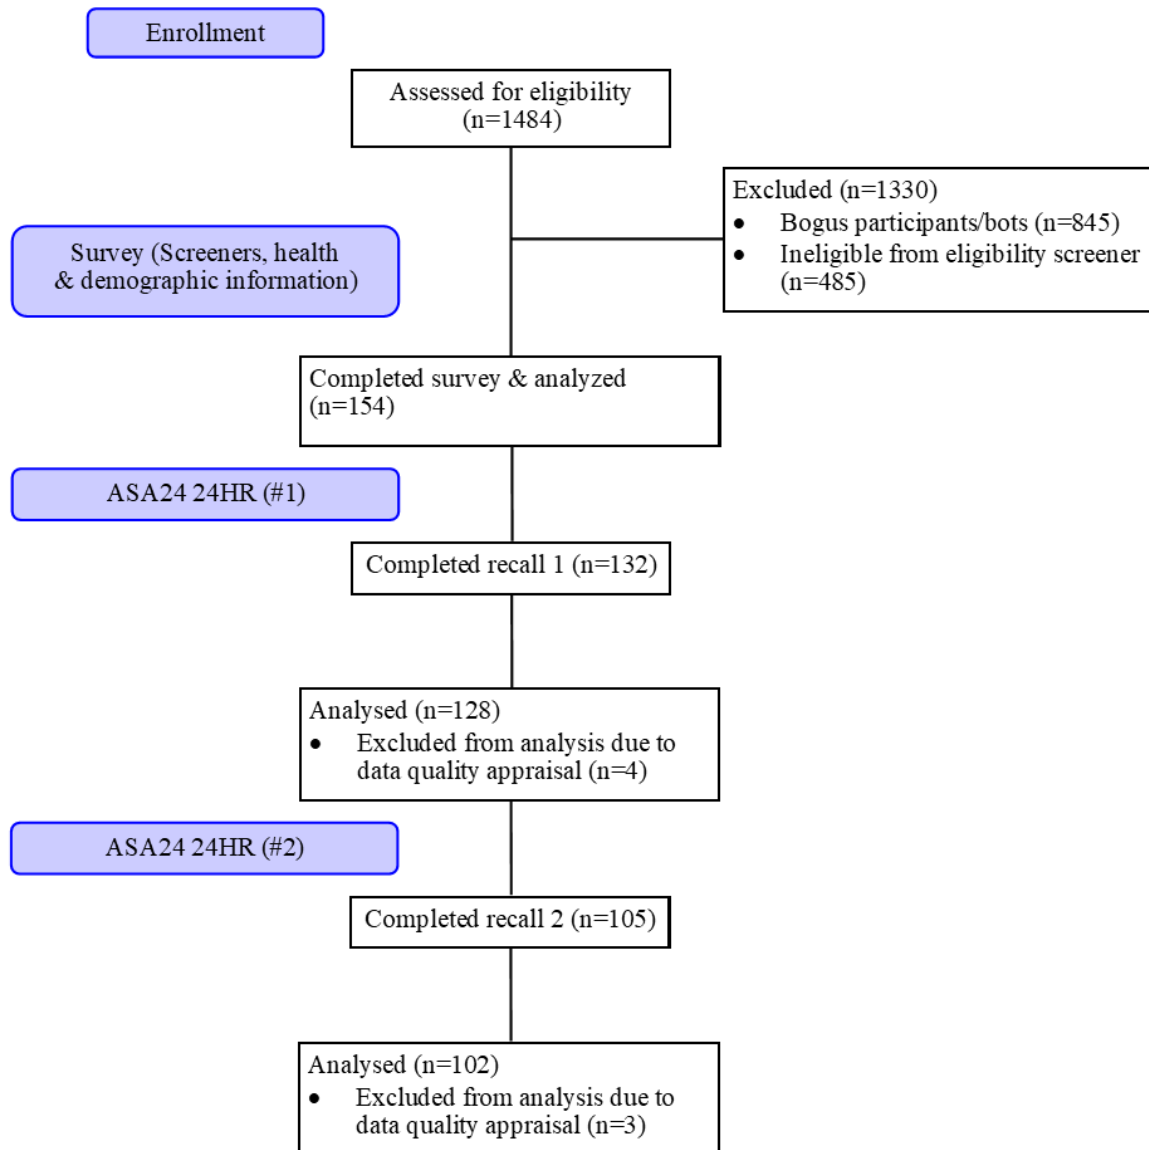 Enrollment
Assessed for eligibility
(n=1484)
Excluded (n=1330)
• Bogus participants/bots (n=845)
• Ineligible from eligibility screener
(n=485)
Survey (Screeners, health
& demographic information)
Completed survey & analyzed
(n=154)
ASA24 24HR (#1)
Completed recall 1 (n=132)
Analysed (n=128)
• Excluded from analysis due to
data quality appraisal (n=4)
ASA24 24HR (#2)
Completed recall 2 (n=105)
Analysed (n=102)
• Excluded from analysis due to
data quality appraisal (n=3)